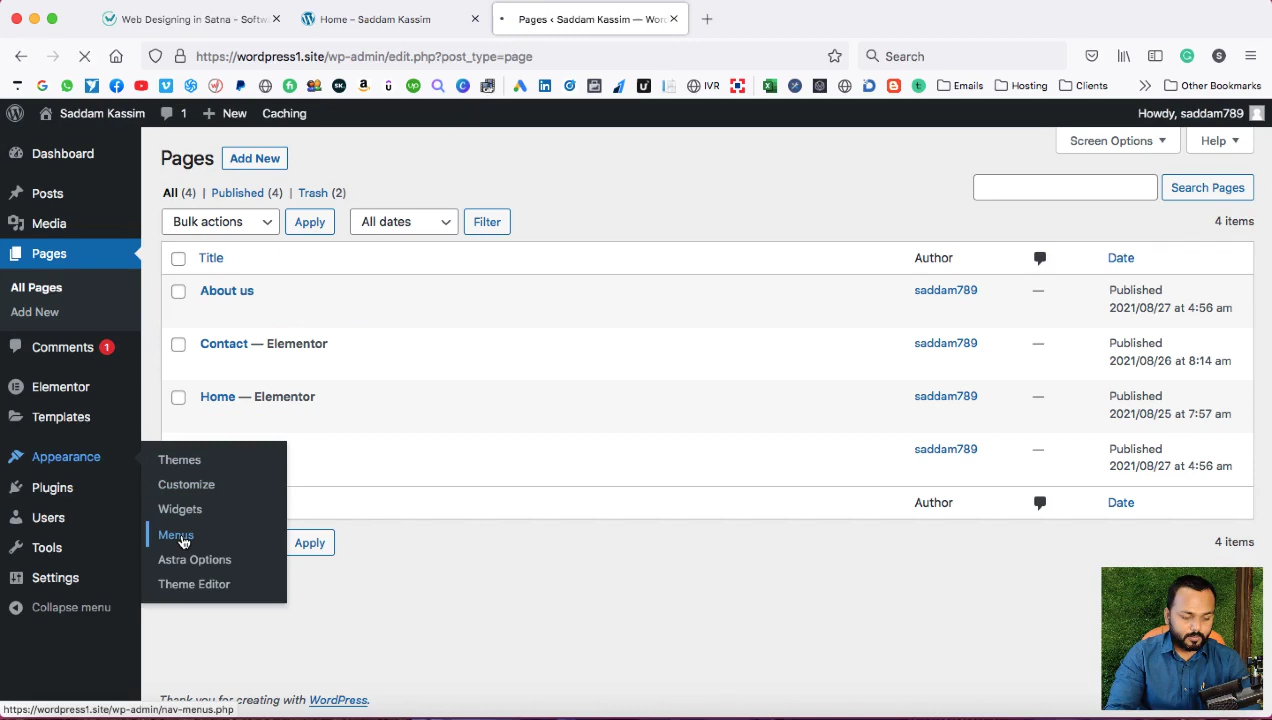 Web Designing in Satna - Softw
Home – Saddam Kassim
Pages ‹ Saddam Kassim — Wor
https://wordpress1.site/wp-admin/edit.php?post_type=page
Search
IVR
Emails
Hosting
Clients
Other Bookmarks
Saddam Kassim
1
New
Caching
Howdy, saddam789
Dashboard
Posts
Media
Pages
All Pages
Add New
Comments 1
Elementor
Templates
Appearance
Plugins
Users
Tools
Settings
Collapse menu
Themes
Customize
Widgets
Menus
Astra Options
Theme Editor
Screen Options
Help
Pages
Add New
All (4) | Published (4) | Trash (2)
Search Pages
Bulk actions
Apply
All dates
Filter
4 items
Title
Author
Date
About us
saddam789
—
Published
2021/08/27 at 4:56 am
Contact — Elementor
saddam789
—
Published
2021/08/26 at 8:14 am
Home — Elementor
saddam789
—
Published
2021/08/25 at 7:57 am
saddam789
—
Published
2021/08/27 at 4:56 am
Author
Date
Apply
4 items
Thank you for creating with WordPress.
https://wordpress1.site/wp-admin/nav-menus.php